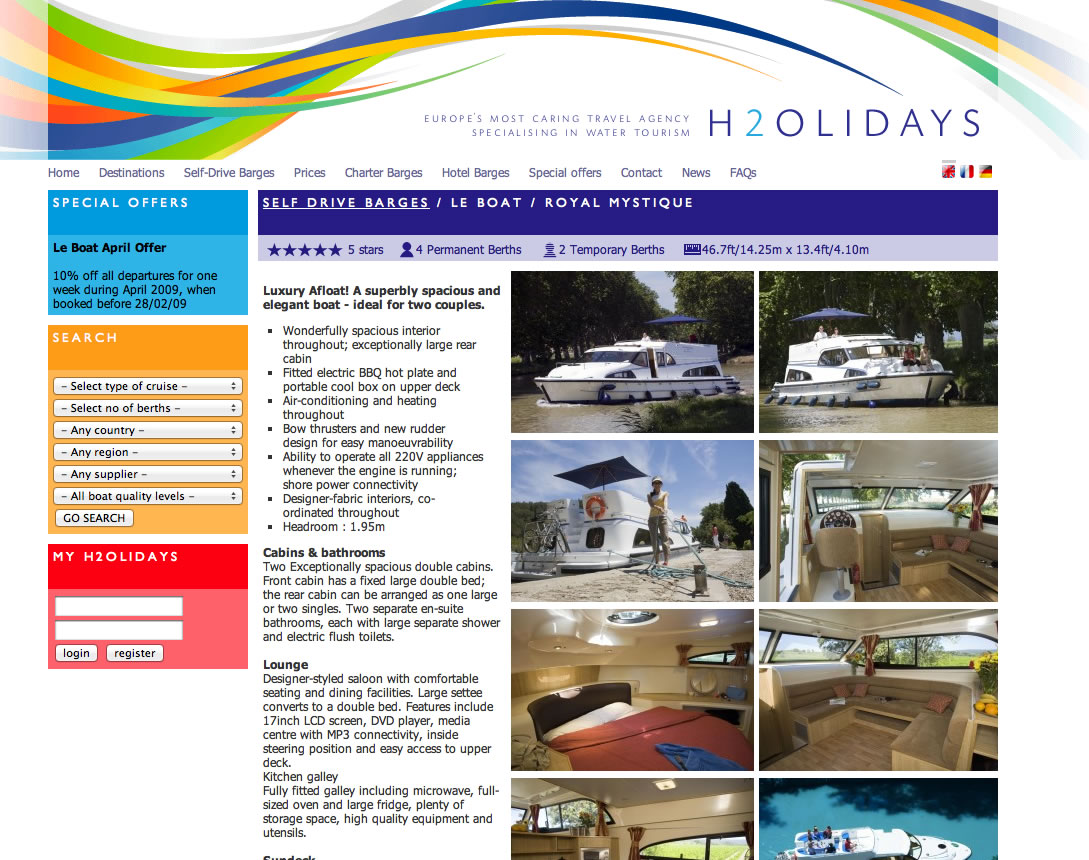 EUROPE'S MOST CARING TRAVEL AGENCY
SPECIALISING IN WATER TOURISM
H2OLIDAYS
Home Destinations Self-Drive Barges Prices Charter Barges Hotel Barges Special offers Contact News FAQs
SPECIAL OFFERS
Le Boat April Offer
10% off all departures for one
week during April 2009, when
booked before 28/02/09
SEARCH
– Select type of cruise –
– Select no of berths –
– Any country –
– Any region –
– Any supplier –
– All boat quality levels –
GO SEARCH
MY H2OLIDAYS
login register
SELF DRIVE BARGES / LE BOAT / ROYAL MYSTIQUE
5 stars 4 Permanent Berths 2 Temporary Berths 46.7ft/14.25m x 13.4ft/4.10m
Luxury Afloat! A superbly spacious and
elegant boat - ideal for two couples.
Wonderfully spacious interior
throughout; exceptionally large rear
cabin
Fitted electric BBQ hot plate and
portable cool box on upper deck
Air-conditioning and heating
throughout
Bow thrusters and new rudder
design for easy manoeuvrability
Ability to operate all 220V appliances
whenever the engine is running;
shore power connectivity
Designer-fabric interiors, co-
ordinated throughout
Headroom : 1.95m
Cabins & bathrooms
Two Exceptionally spacious double cabins.
Front cabin has a fixed large double bed;
the rear cabin can be arranged as one large
or two singles. Two separate en-suite
bathrooms, each with large separate shower
and electric flush toilets.
Lounge
Designer-styled saloon with comfortable
seating and dining facilities. Large settee
converts to a double bed. Features include
17inch LCD screen, DVD player, media
centre with MP3 connectivity, inside
steering position and easy access to upper
deck.
Kitchen galley
Fully fitted galley including microwave, full-
sized oven and large fridge, plenty of
storage space, high quality equipment and
utensils.
Sundeck